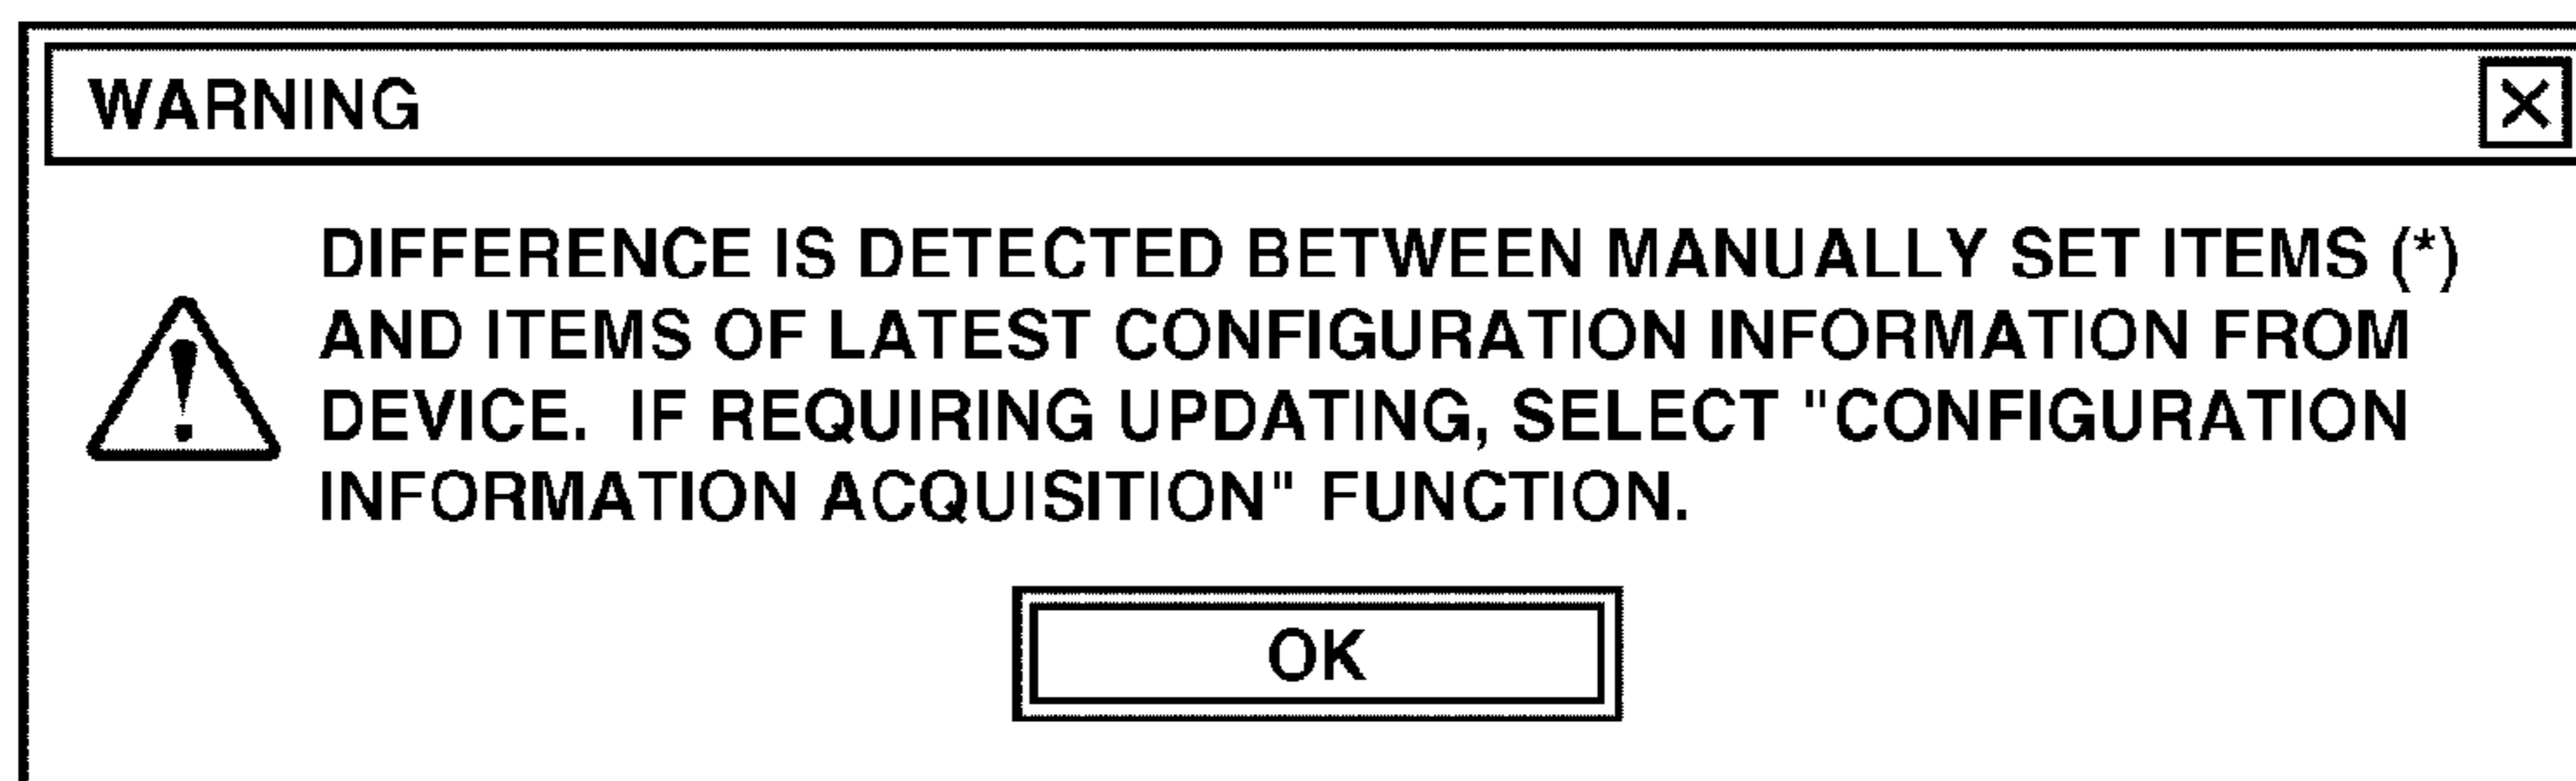 WARNING
DIFFERENCE IS DETECTED BETWEEN MANUALLY SET ITEMS (*)
AND ITEMS OF LATEST CONFIGURATION INFORMATION FROM
DEVICE.  IF REQUIRING UPDATING, SELECT "CONFIGURATION
INFORMATION ACQUISITION" FUNCTION.
OK